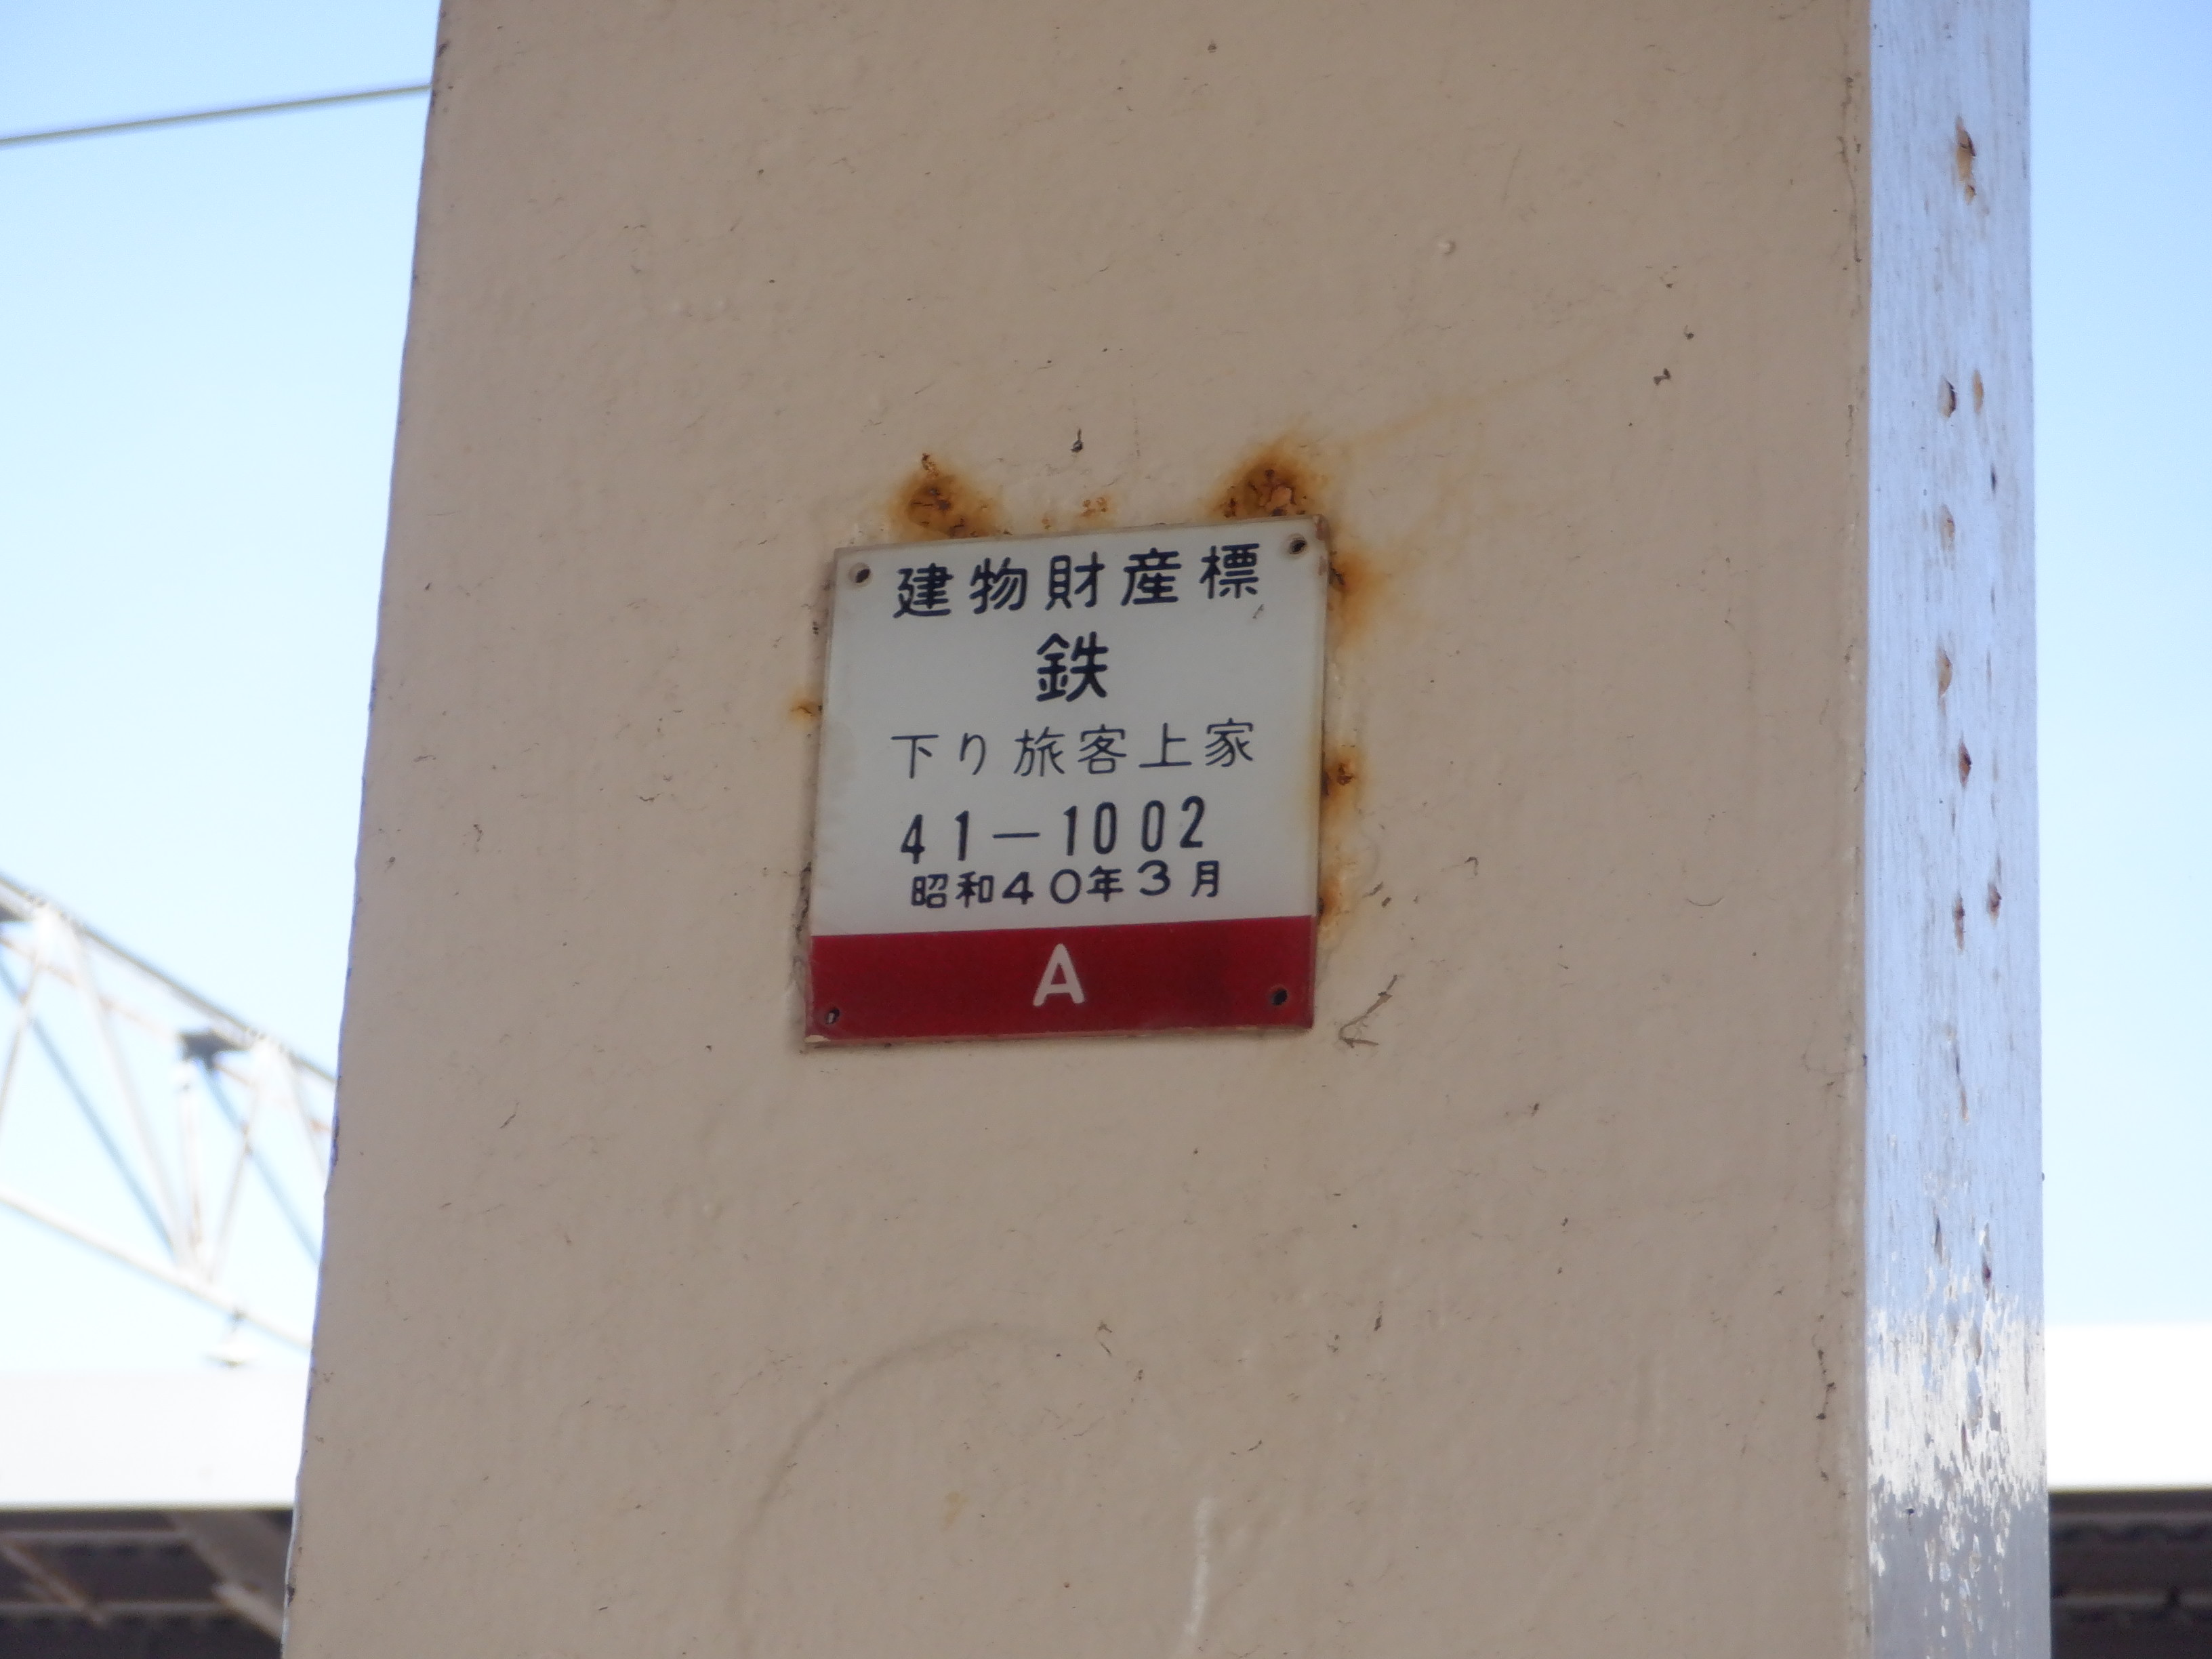 建物財産標
鉄
下り旅客上家
41-1002
昭和40年3月
A